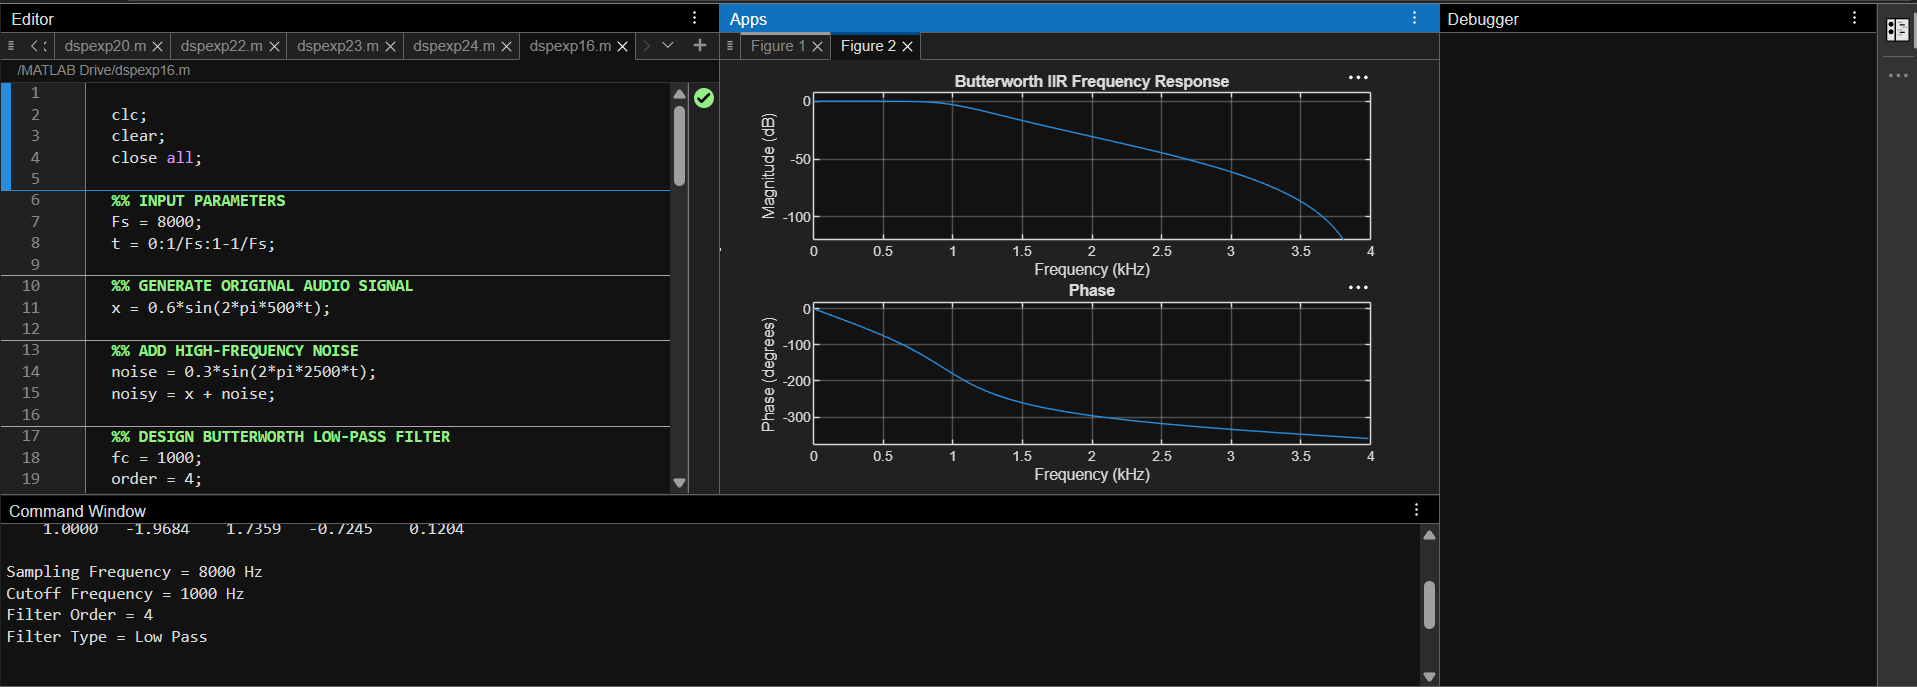 Editor
dspexp20.m
dspexp22.m
dspexp23.m
dspexp24.m
dspexp16.m
/MATLAB Drive/dspexp16.m
1
2 clc;
3 clear;
4 close all;
5
6 %% INPUT PARAMETERS
7 Fs = 8000;
8 t = 0:1/Fs:1-1/Fs;
9
10 %% GENERATE ORIGINAL AUDIO SIGNAL
11 x = 0.6*sin(2*pi*500*t);
12
13 %% ADD HIGH-FREQUENCY NOISE
14 noise = 0.3*sin(2*pi*2500*t);
15 noisy = x + noise;
16
17 %% DESIGN BUTTERWORTH LOW-PASS FILTER
18 fc = 1000;
19 order = 4;
Apps
Figure 1
Figure 2
Butterworth IIR Frequency Response
Magnitude (dB)
0
-50
-100
0 0.5 1 1.5 2 2.5 3 3.5 4
Frequency (kHz)
Phase
Phase (degrees)
0
-100
-200
-300
0 0.5 1 1.5 2 2.5 3 3.5 4
Frequency (kHz)
Debugger
Command Window
1.0000 -1.9684 1.7359 -0.7245 0.1204
Sampling Frequency = 8000 Hz
Cutoff Frequency = 1000 Hz
Filter Order = 4
Filter Type = Low Pass